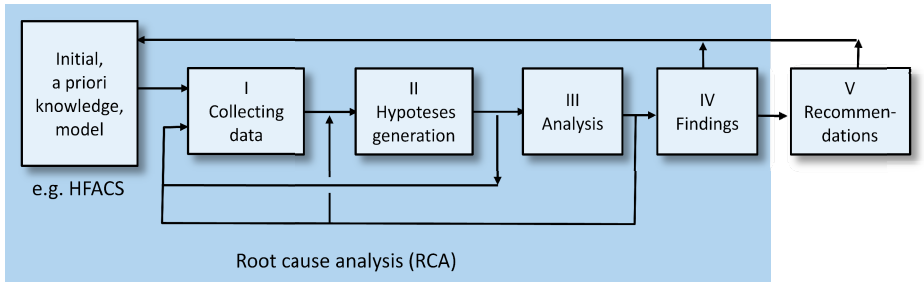 Initial,
a priori
knowledge,
model
e.g. HFACS
I
Collecting
data
II
Hypoteses
generation
III
Analysis
IV
Findings
V
Recommen-
dations
Root cause analysis (RCA)